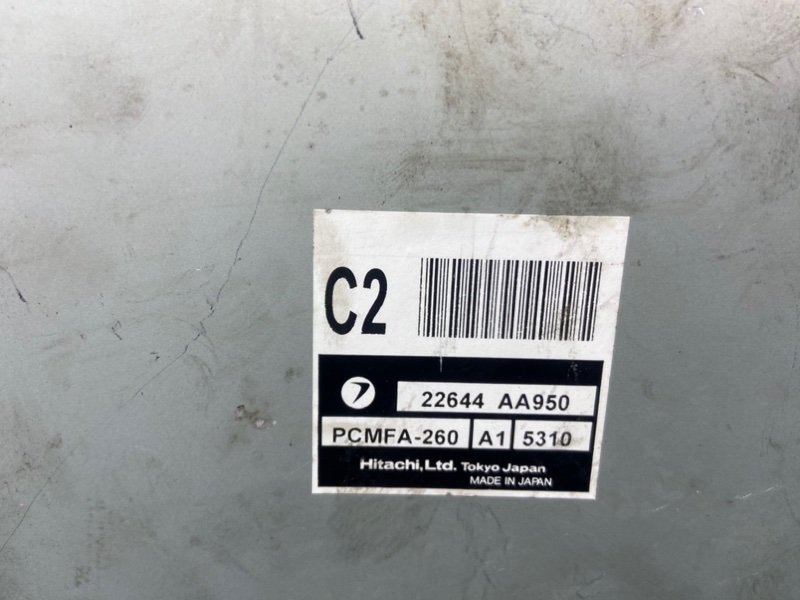 C2
22644 AA950
PCMFA-260 A1 5310
Hitachi,Ltd. Tokyo Japan
MADE IN JAPAN